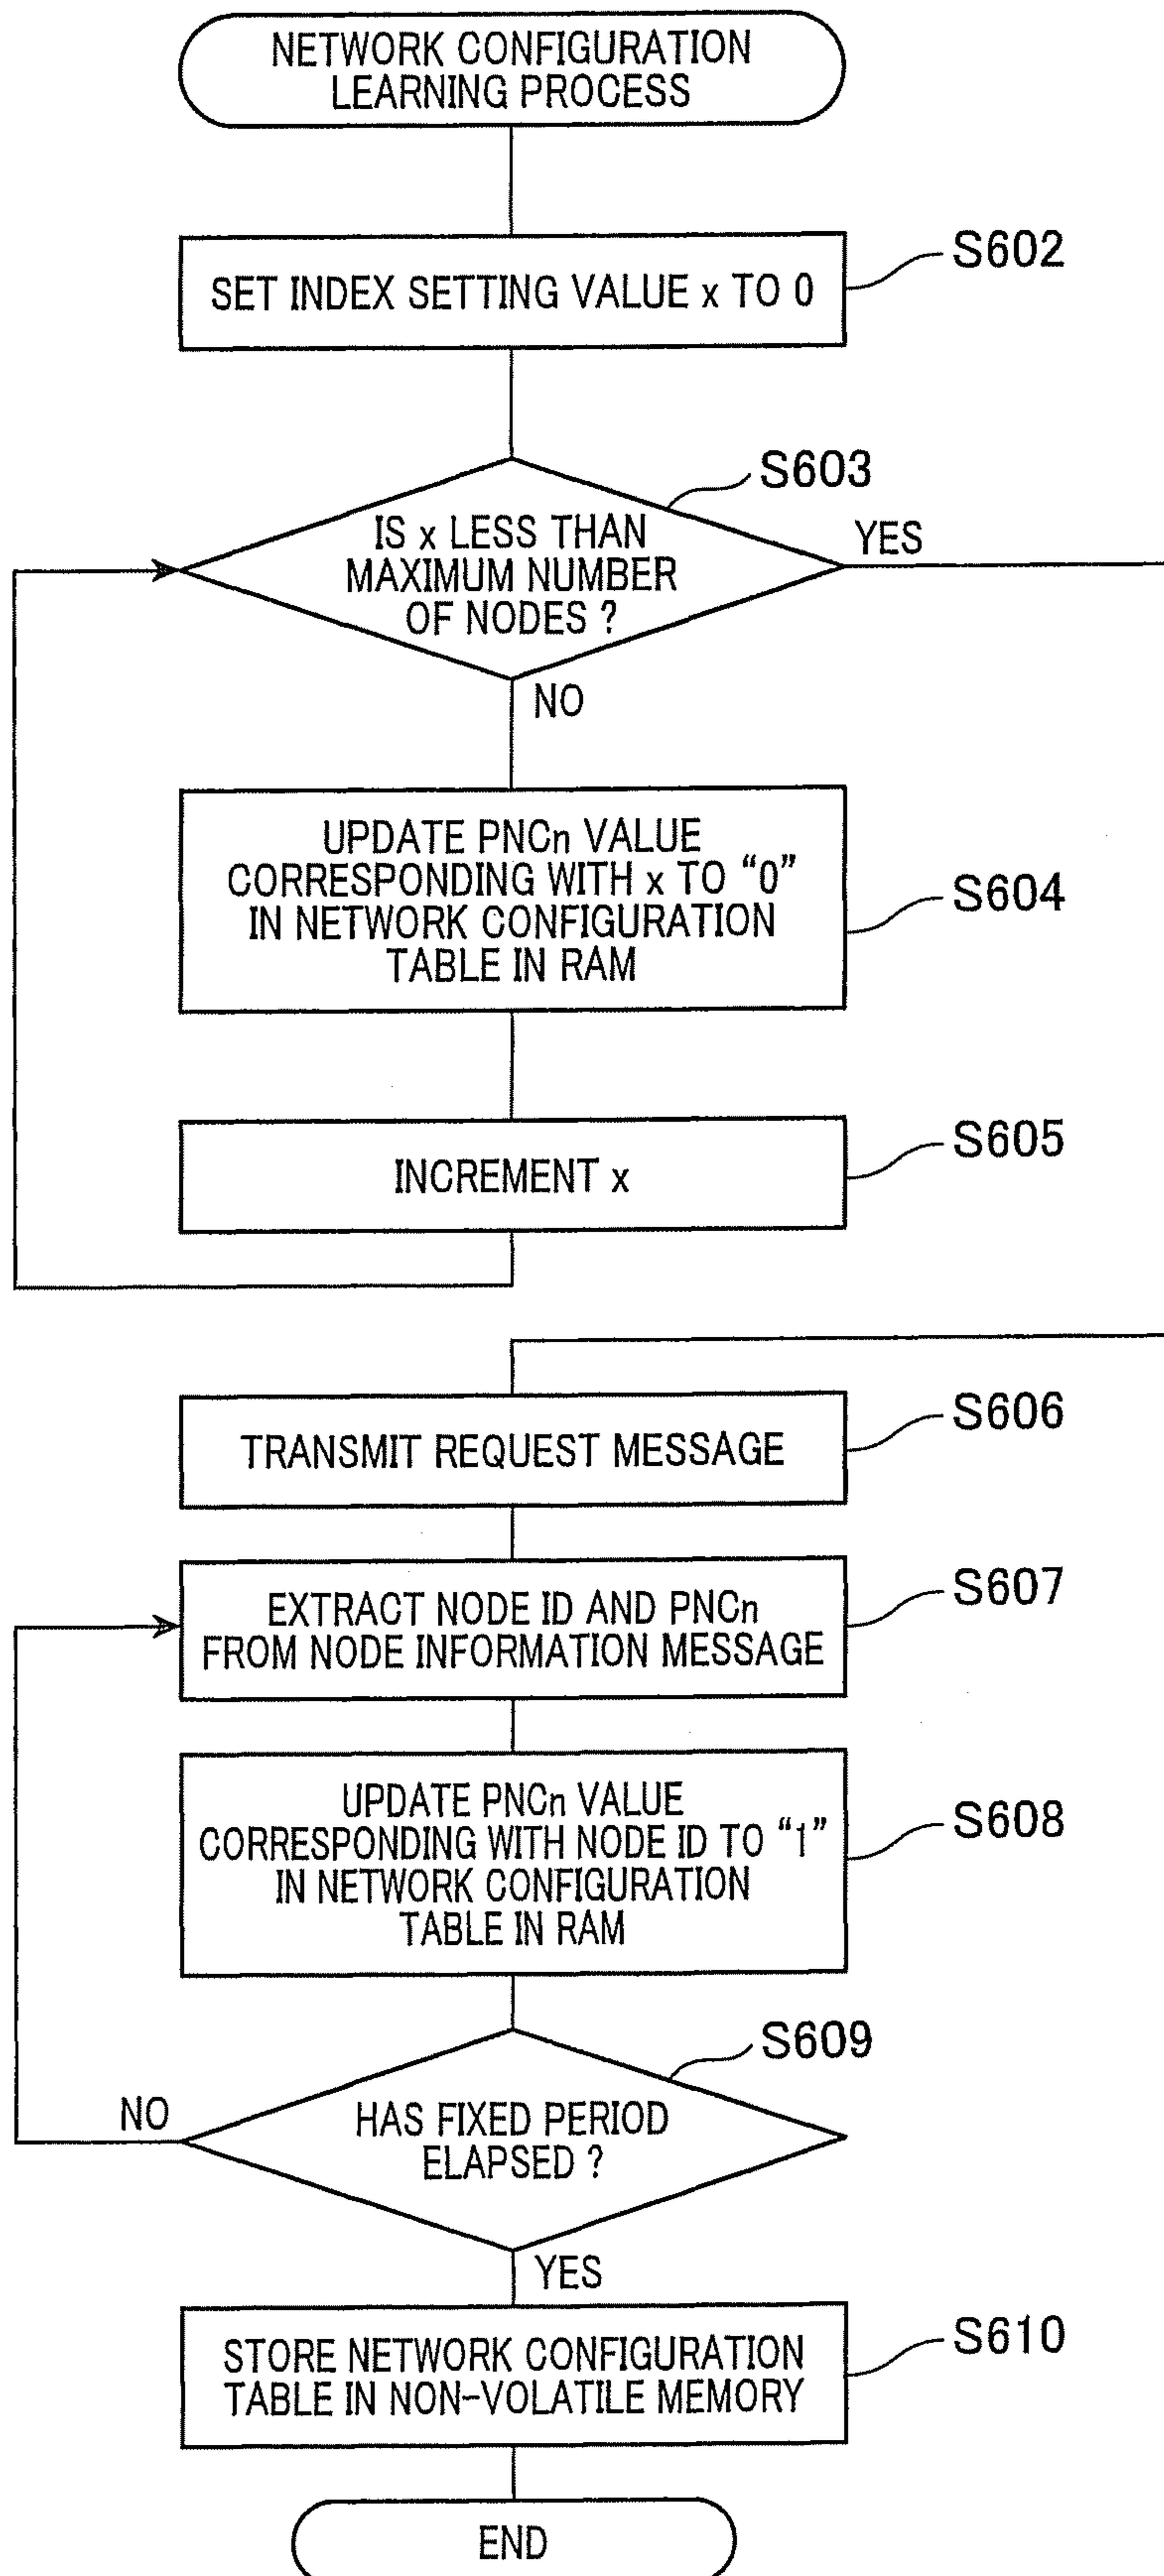 NETWORK CONFIGURATION
LEARNING PROCESS
SET INDEX SETTING VALUE x TO 0
S602
S603
IS x LESS THAN
MAXIMUM NUMBER
OF NODES ?
YES
NO
UPDATE PNCn VALUE
CORRESPONDING WITH x TO “0”
IN NETWORK CONFIGURATION
TABLE IN RAM
S604
INCREMENT x
S605
TRANSMIT REQUEST MESSAGE
S606
EXTRACT NODE ID AND PNCn
FROM NODE INFORMATION MESSAGE
S607
UPDATE PNCn VALUE
CORRESPONDING WITH NODE ID TO “1”
IN NETWORK CONFIGURATION
TABLE IN RAM
S608
S609
HAS FIXED PERIOD
ELAPSED ?
NO
YES
STORE NETWORK CONFIGURATION
TABLE IN NON-VOLATILE MEMORY
S610
END